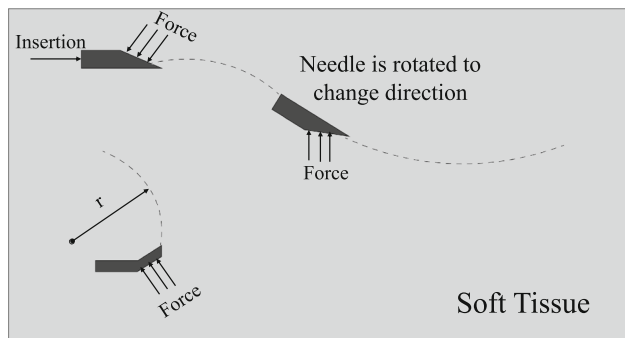 Force
Insertion
Needle is rotated to
change direction
Force
r
Force
Soft Tissue